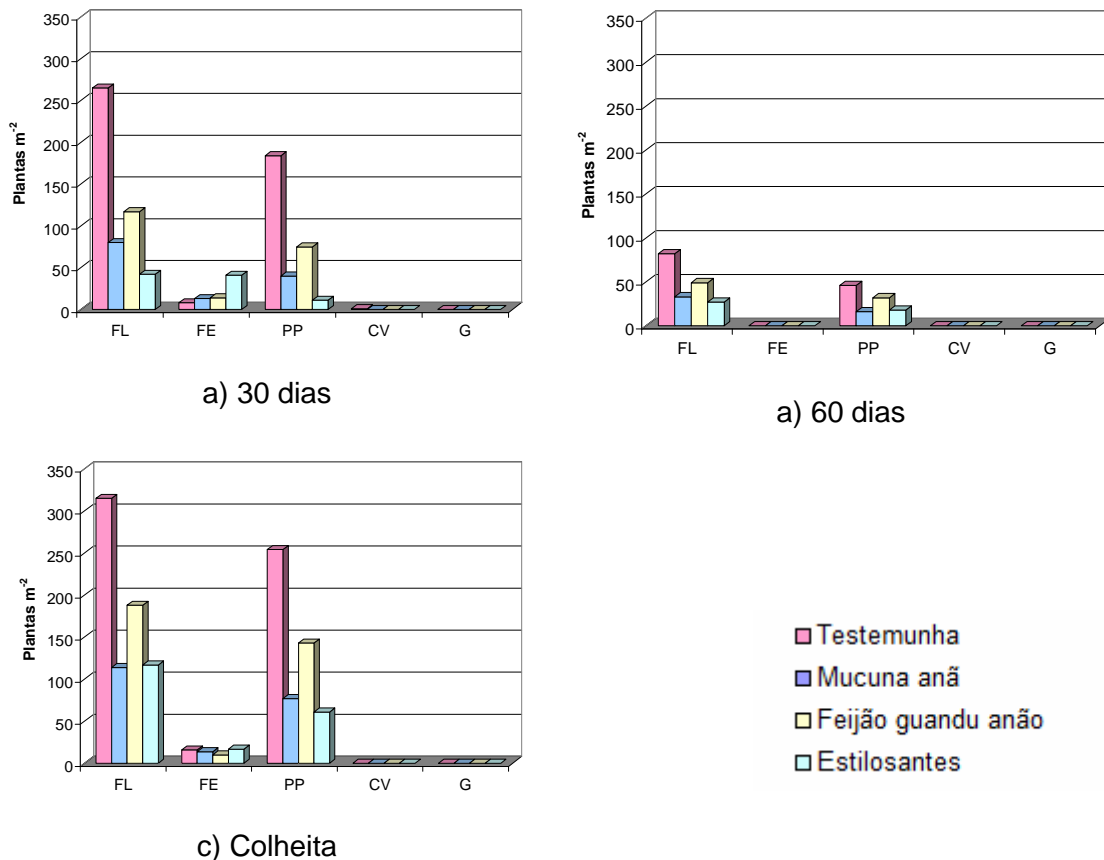 350
300
250
200
150
100
50
0
Plantas m-2
FL FE PP CV G
a) 30 dias
350
300
250
200
150
100
50
0
Plantas m-2
FL FE PP CV G
a) 60 dias
350
300
250
200
150
100
50
0
Plantas m-2
FL FE PP CV G
c) Colheita
Testemunha
Mucuna anã
Feijão guandu anão
Estilosantes